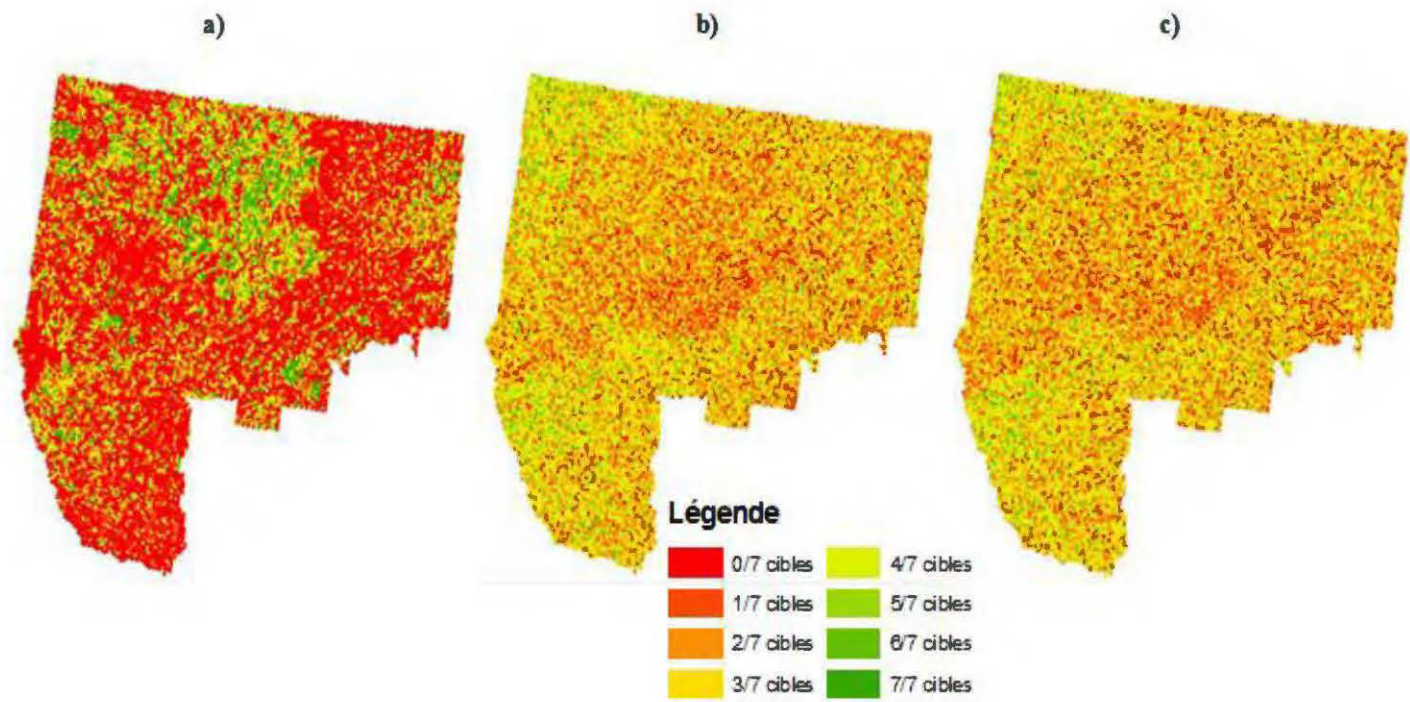 a) b) c)
Légende
0/7 cibles 4/7 cibles
1/7 cibles 5/7 cibles
2/7 cibles 6/7 cibles
3/7 cibles 7/7 cibles